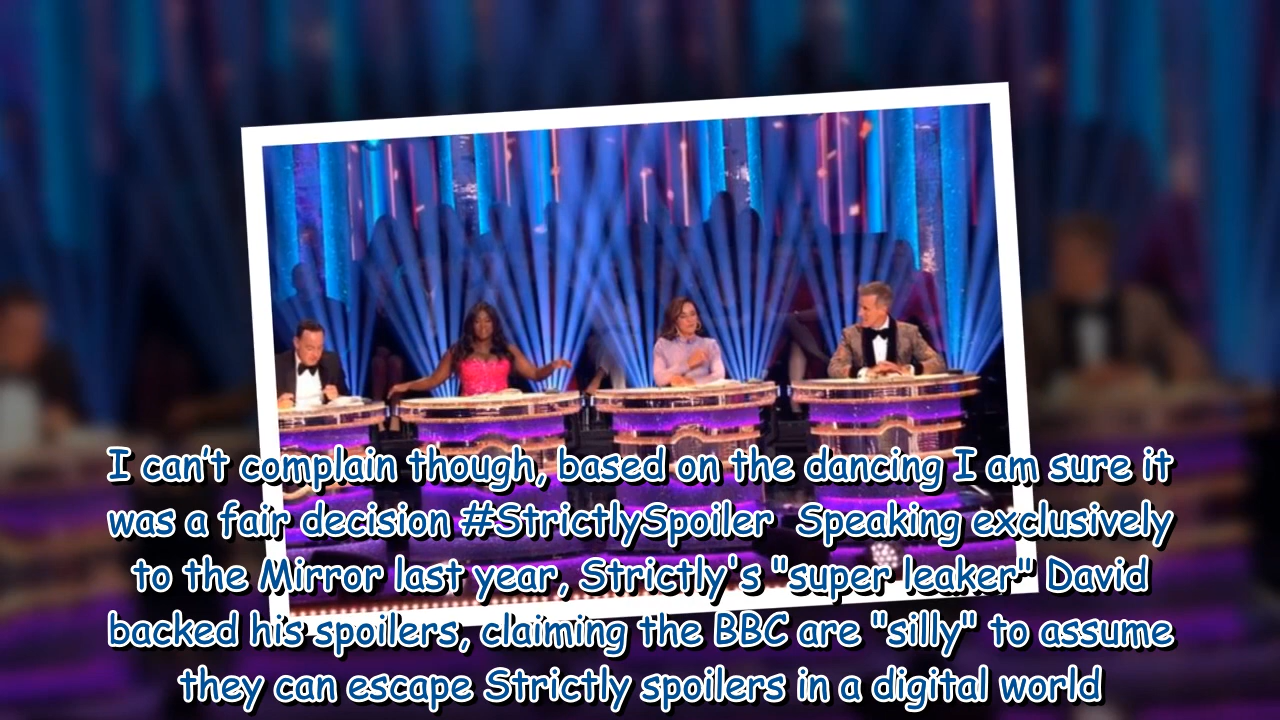 I can't complain though, based on the dancing I am sure it
was a fair decision #StrictlySpoiler  Speaking exclusively
to the Mirror last year, Strictly's "super leaker" David
backed his spoilers, claiming the BBC are "silly" to assume
they can escape Strictly spoilers in a digital world